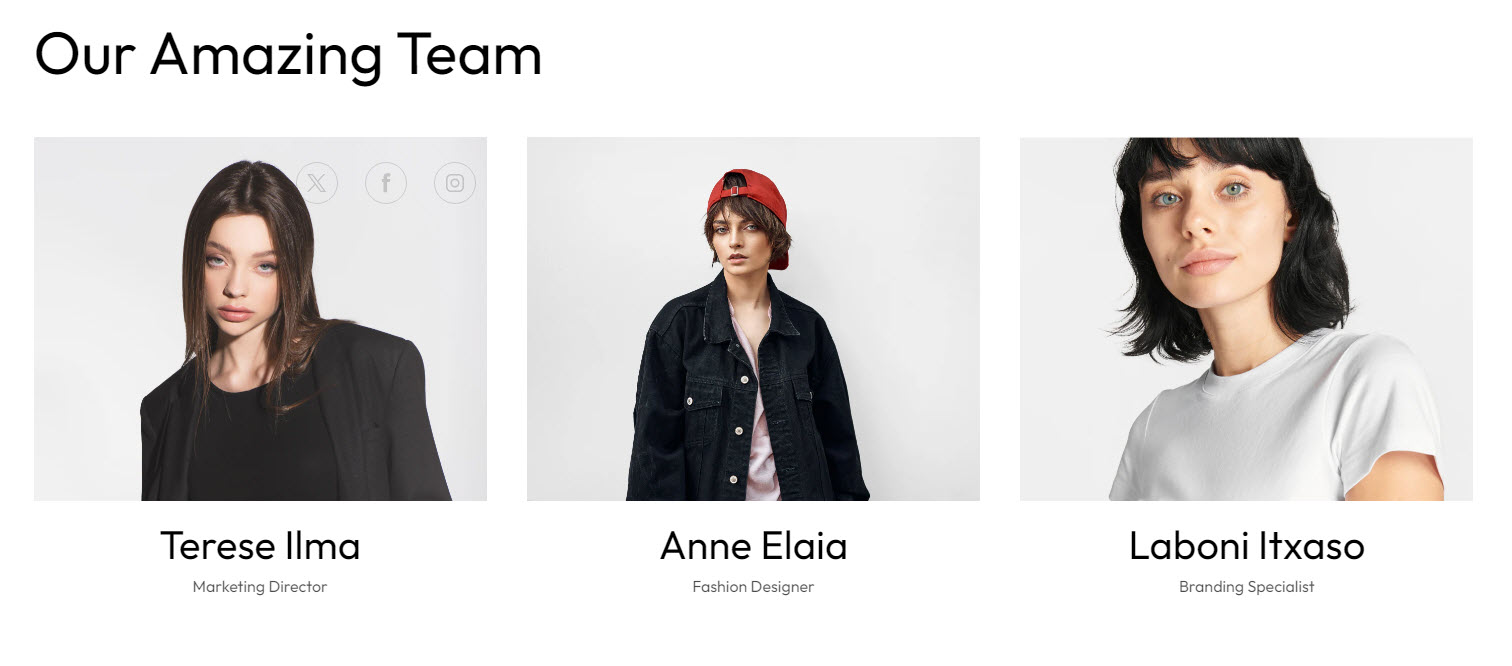 Our Amazing Team
Terese Ilma
Anne Elaia
Laboni Itxaso
Marketing Director
Fashion Designer
Branding Specialist